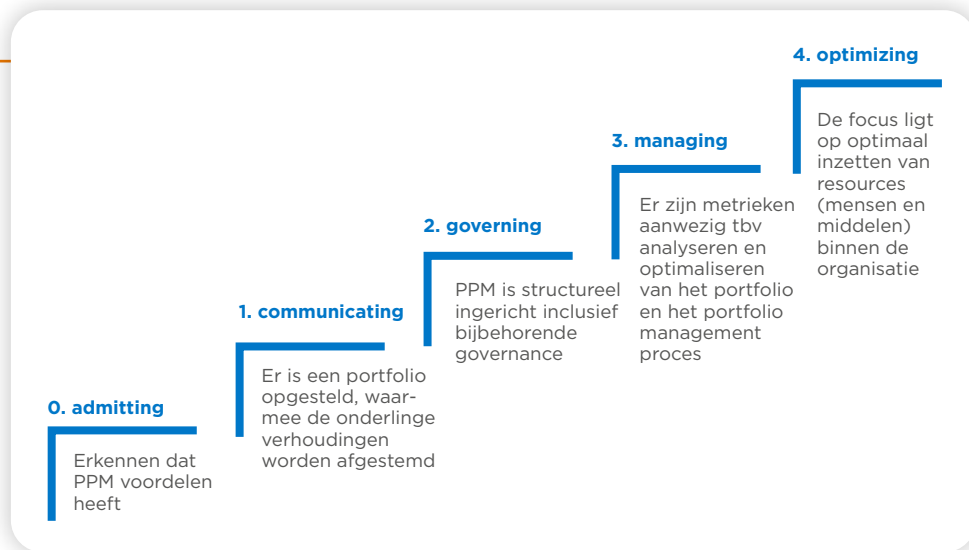 0. admitting
Erkennen dat
PPM voordelen
heeft
1. communicating
Er is een portfolio
opgesteld, waar-
mee de onderlinge
verhoudingen
worden afgestemd
2. governing
PPM is structureel
ingericht inclusief
bijbehorende
governance
3. managing
Er zijn metrieken
aanwezig tbv
analyseren en
optimaliseren
van het portfolio
en het portfolio
management
proces
4. optimizing
De focus ligt
op optimaal
inzetten van
resources
(mensen en
middelen)
binnen de
organisatie